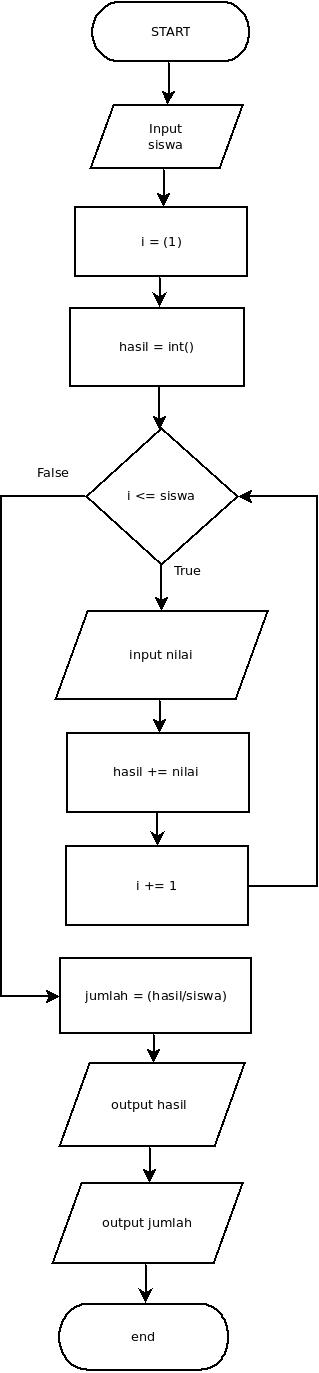 START
Input
siswa
i = (1)
hasil = int()
i <= siswa
False
True
input nilai
hasil += nilai
i += 1
jumlah = (hasil/siswa)
output hasil
output jumlah
end